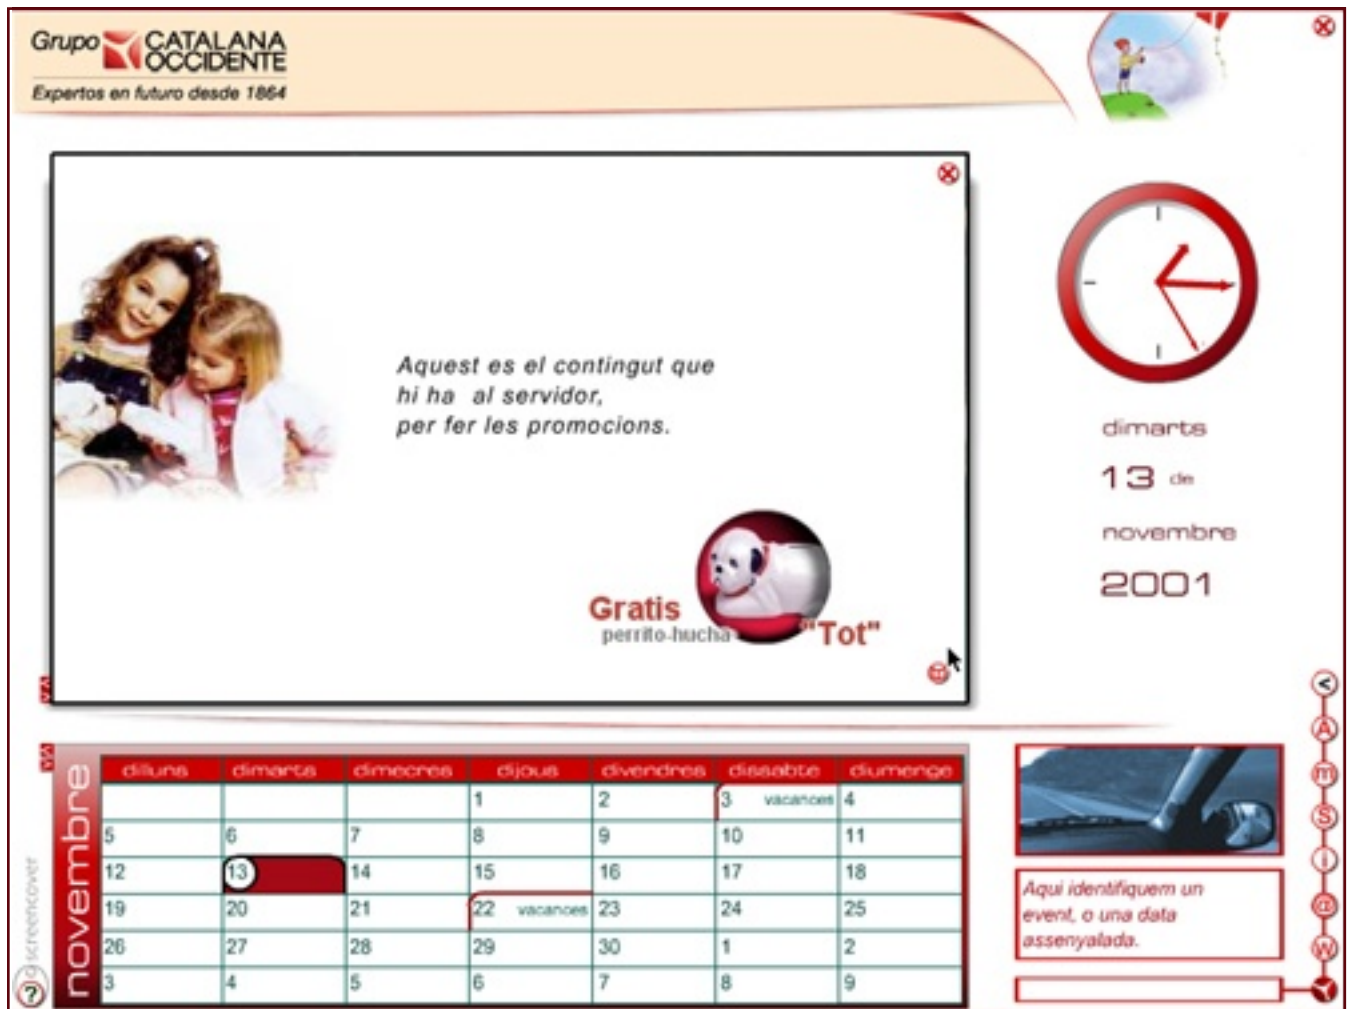 Grupo CATALANA
OCCIDENTE
Expertos en futuro desde 1864
Aquest es el contingut que
hi ha al servidor,
per fer les promocions.
Gratis
perrito-hucha
"Tot"
dimarts
13 de
novembre
2001
novembre
dilluns dimarts dimecres dijous divendres dissabte diumenge
1 2 3 vacances 4
5 6 7 8 9 10 11
12 13 14 15 16 17 18
19 20 21 22 vacances 23 24 25
26 27 28 29 30 1 2
3 4 5 6 7 8 9
Aqui identifiquem un
event, o una data
assenyalada.
screencover
?
<
A
m
S
i
@
W